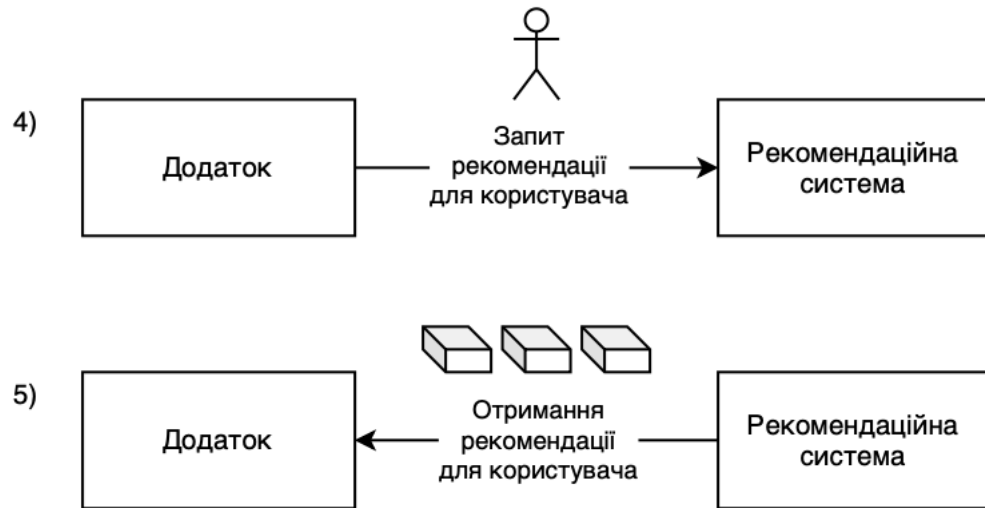 4)
Додаток
Запит
рекомендації
для користувача
Рекомендаційна
система
5)
Додаток
Отримання
рекомендації
для користувача
Рекомендаційна
система